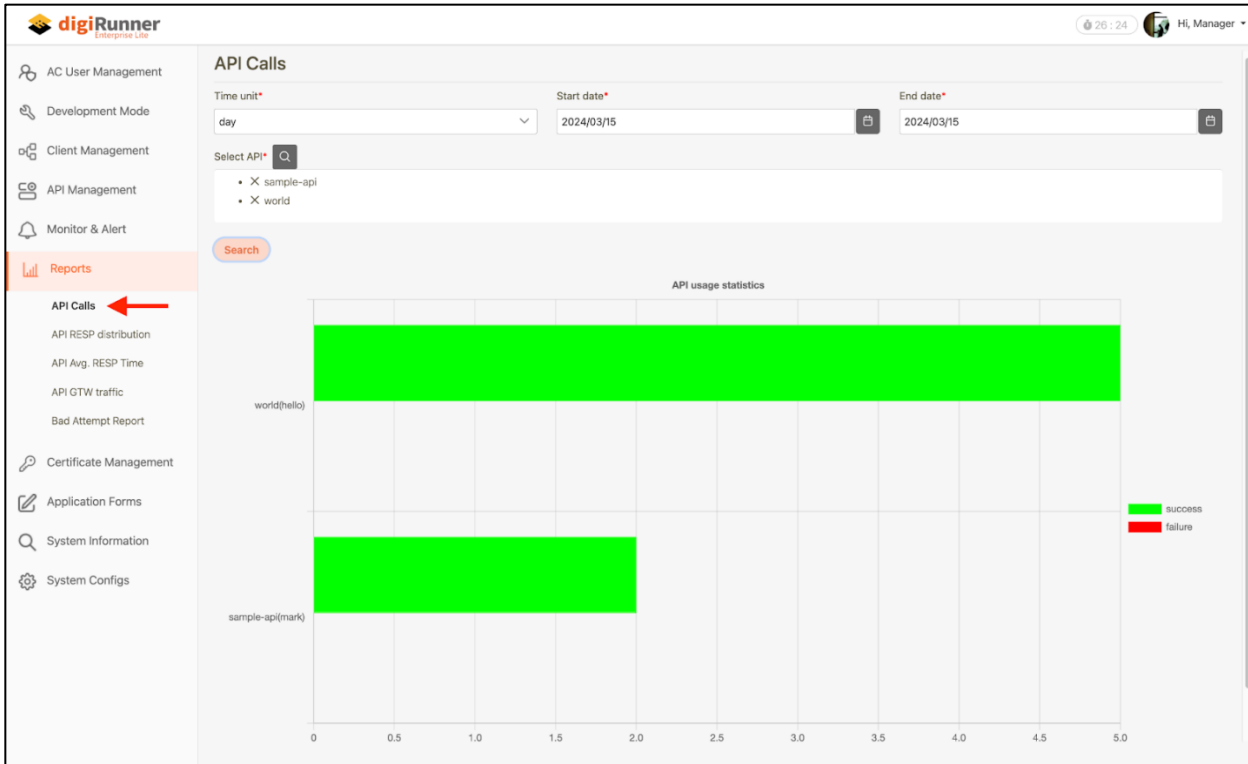 digiRunner
Enterprise Lite
26 : 24
Hi, Manager
AC User Management
Development Mode
Client Management
API Management
Monitor & Alert
Reports
API Calls
API RESP distribution
API Avg. RESP Time
API GTW traffic
Bad Attempt Report
Certificate Management
Application Forms
System Information
System Configs
API Calls
Time unit* Start date* End date*
day 2024/03/15 2024/03/15
Select API*
• × sample-api
• × world
Search
API usage statistics
world(hello)
sample-api(mark)
success
failure
0 0.5 1.0 1.5 2.0 2.5 3.0 3.5 4.0 4.5 5.0